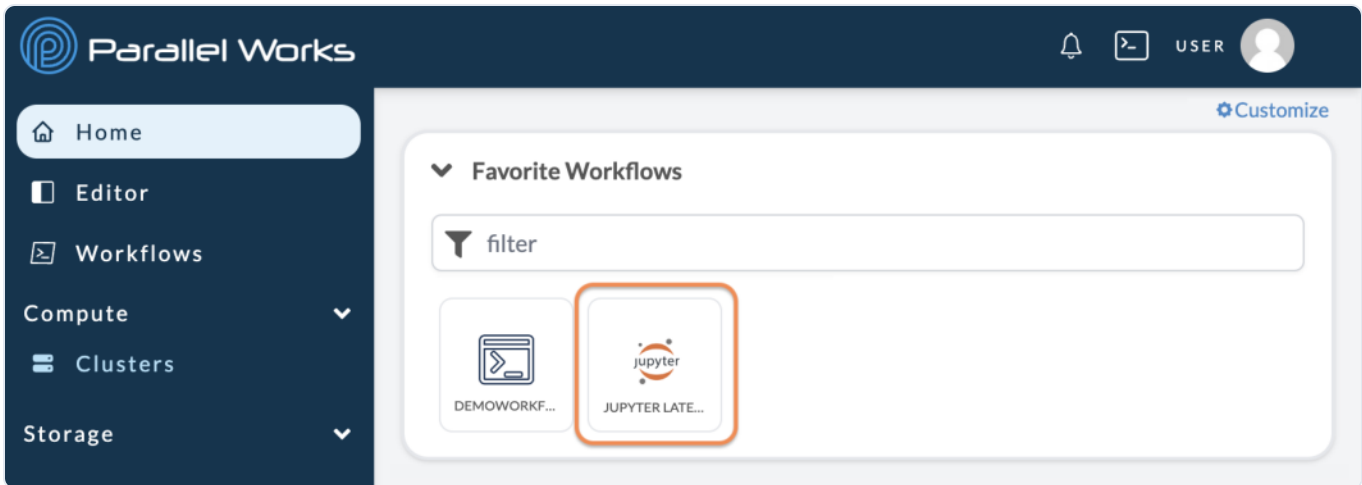 Parallel Works
USER
Home
Editor
Workflows
Compute
Clusters
Storage
Customize
Favorite Workflows
filter
DEMOWORKF...
jupyter
JUPYTER LATE...